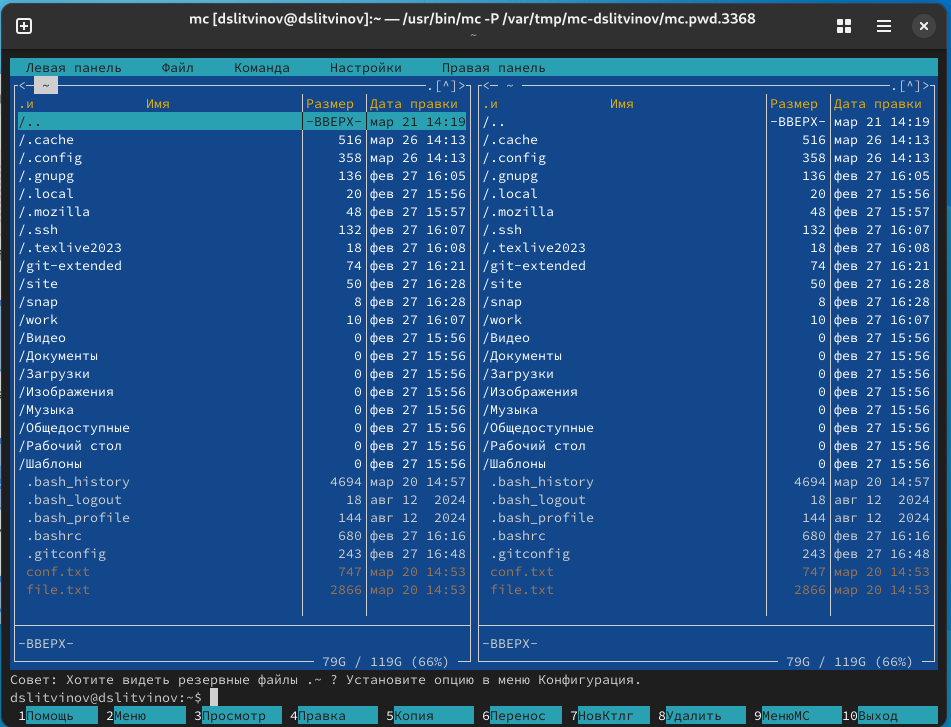 mc [dslitvinov@dslitvinov]:~ — /usr/bin/mc -P /var/tmp/mc-dslitvinov/mc.pwd.3368
~
Левая панель Файл Команда Настройки Правая панель
<— ~ .[^]> <— ~ .[^]>
.и Имя Размер Дата правки .и Имя Размер Дата правки
/.. -ВВЕРХ- мар 21 14:19 /.. -ВВЕРХ- мар 21 14:19
/.cache 516 мар 26 14:13 /.cache 516 мар 26 14:13
/.config 358 мар 26 14:13 /.config 358 мар 26 14:13
/.gnupg 136 фев 27 16:05 /.gnupg 136 фев 27 16:05
/.local 20 фев 27 15:56 /.local 20 фев 27 15:56
/.mozilla 48 фев 27 15:57 /.mozilla 48 фев 27 15:57
/.ssh 132 фев 27 16:07 /.ssh 132 фев 27 16:07
/.texlive2023 18 фев 27 16:08 /.texlive2023 18 фев 27 16:08
/git-extended 74 фев 27 16:21 /git-extended 74 фев 27 16:21
/site 50 фев 27 16:28 /site 50 фев 27 16:28
/snap 8 фев 27 16:28 /snap 8 фев 27 16:28
/work 10 фев 27 16:07 /work 10 фев 27 16:07
/Видео 0 фев 27 15:56 /Видео 0 фев 27 15:56
/Документы 0 фев 27 15:56 /Документы 0 фев 27 15:56
/Загрузки 0 фев 27 15:56 /Загрузки 0 фев 27 15:56
/Изображения 0 фев 27 15:56 /Изображения 0 фев 27 15:56
/Музыка 0 фев 27 15:56 /Музыка 0 фев 27 15:56
/Общедоступные 0 фев 27 15:56 /Общедоступные 0 фев 27 15:56
/Рабочий стол 0 фев 27 15:56 /Рабочий стол 0 фев 27 15:56
/Шаблоны 0 фев 27 15:56 /Шаблоны 0 фев 27 15:56
.bash_history 4694 мар 20 14:57 .bash_history 4694 мар 20 14:57
.bash_logout 18 авг 12 2024 .bash_logout 18 авг 12 2024
.bash_profile 144 авг 12 2024 .bash_profile 144 авг 12 2024
.bashrc 680 фев 27 16:16 .bashrc 680 фев 27 16:16
.gitconfig 243 фев 27 16:48 .gitconfig 243 фев 27 16:48
conf.txt 747 мар 20 14:53 conf.txt 747 мар 20 14:53
file.txt 2866 мар 20 14:53 file.txt 2866 мар 20 14:53
-ВВЕРХ- -ВВЕРХ-
79G / 119G (66%) 79G / 119G (66%)
Совет: Хотите видеть резервные файлы .~ ? Установите опцию в меню Конфигурация.
dslitvinov@dslitvinov:~$
1Помощь 2Меню 3Просмотр 4Правка 5Копия 6Перенос 7НовКтлг 8Удалить 9МенюMC 10Выход